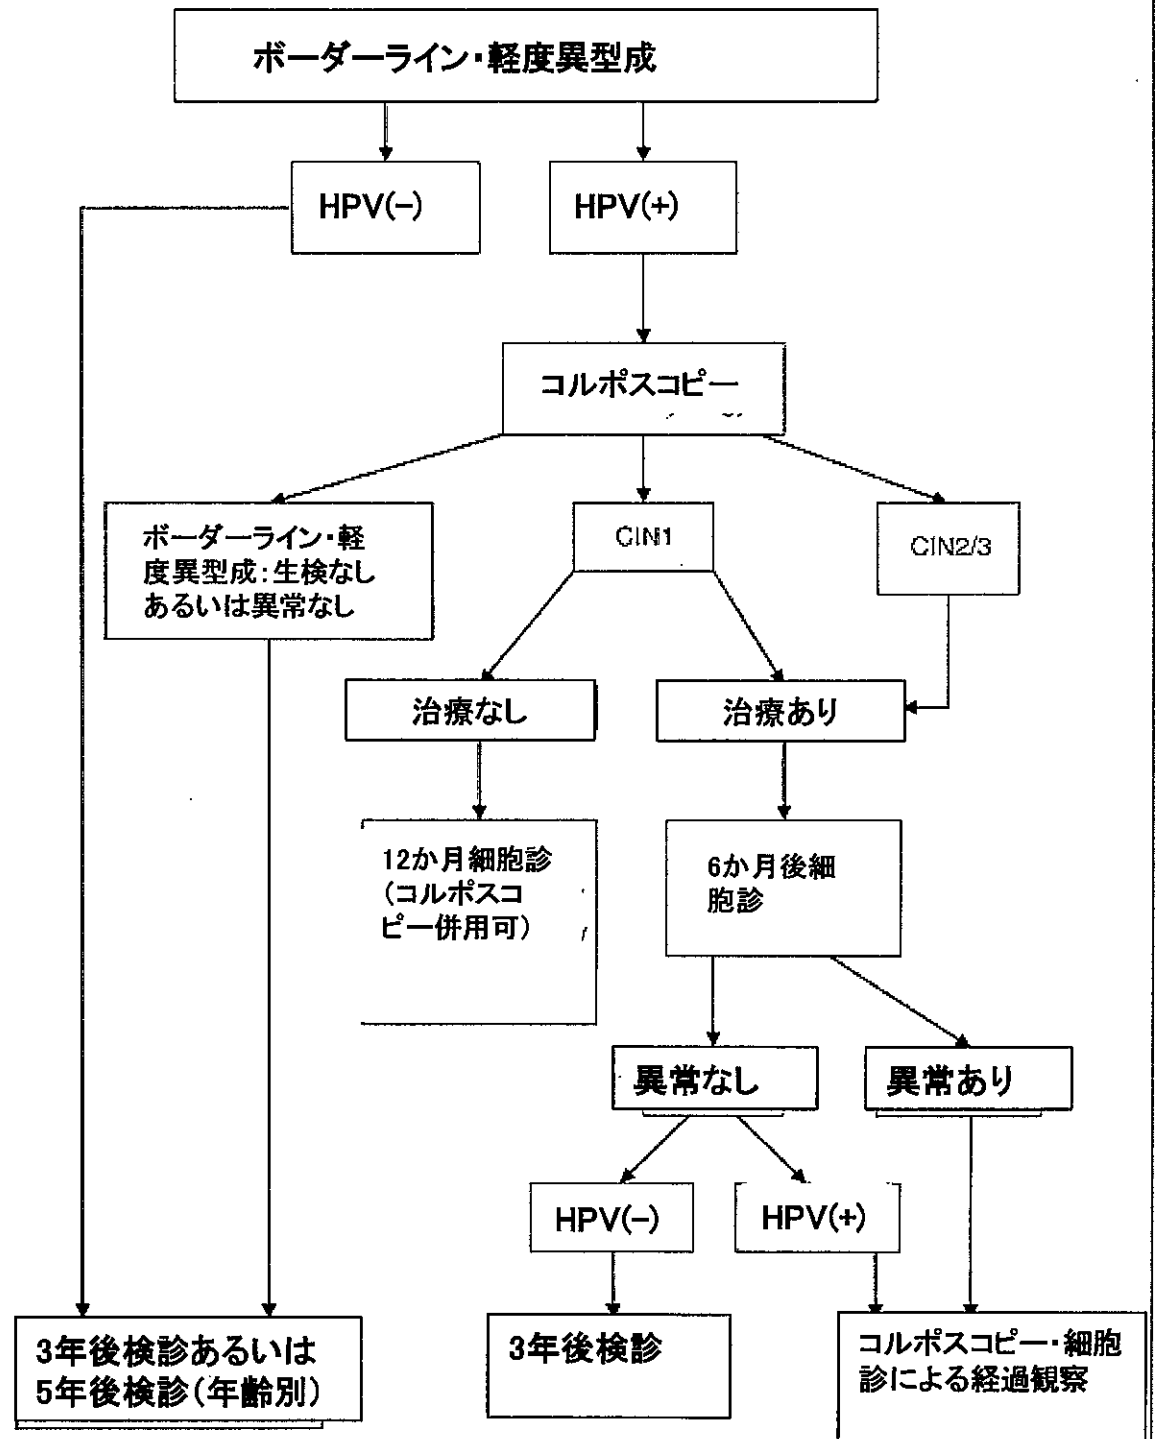 ボーダーライン・軽度異型成
HPV(-)
HPV(+)
コルポスコピー
ボーダーライン・軽
度異型成：生検なし
あるいは異常なし
CIN1
CIN2/3
治療なし
治療あり
12か月細胞診
（コルポスコ
ピー併用可）
6か月後細
胞診
異常なし
異常あり
HPV(-)
HPV(+)
3年後検診あるいは
5年後検診（年齢別）
3年後検診
コルポスコピー・細胞
診による経過観察